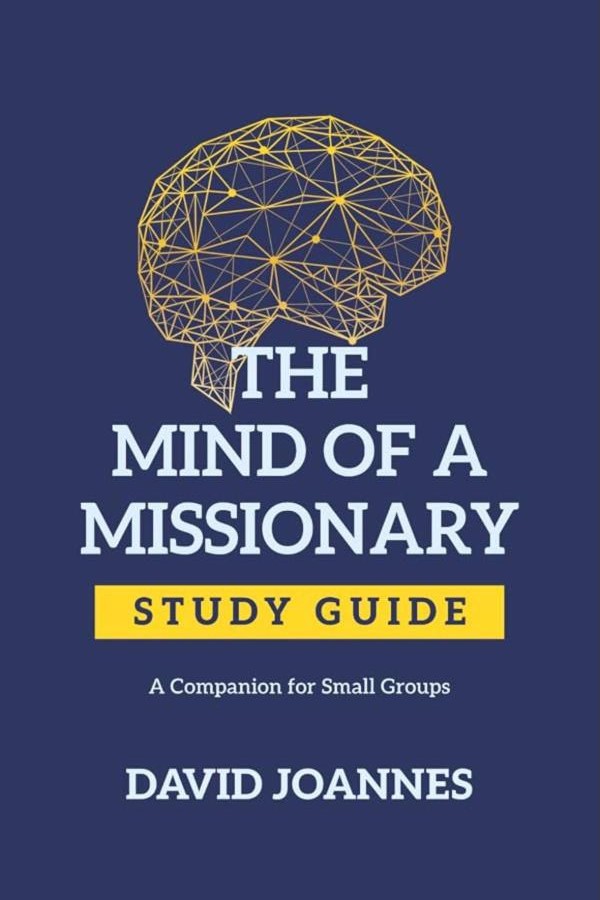 THE
MIND OF A
MISSIONARY
STUDY GUIDE
A Companion for Small Groups
DAVID JOANNES